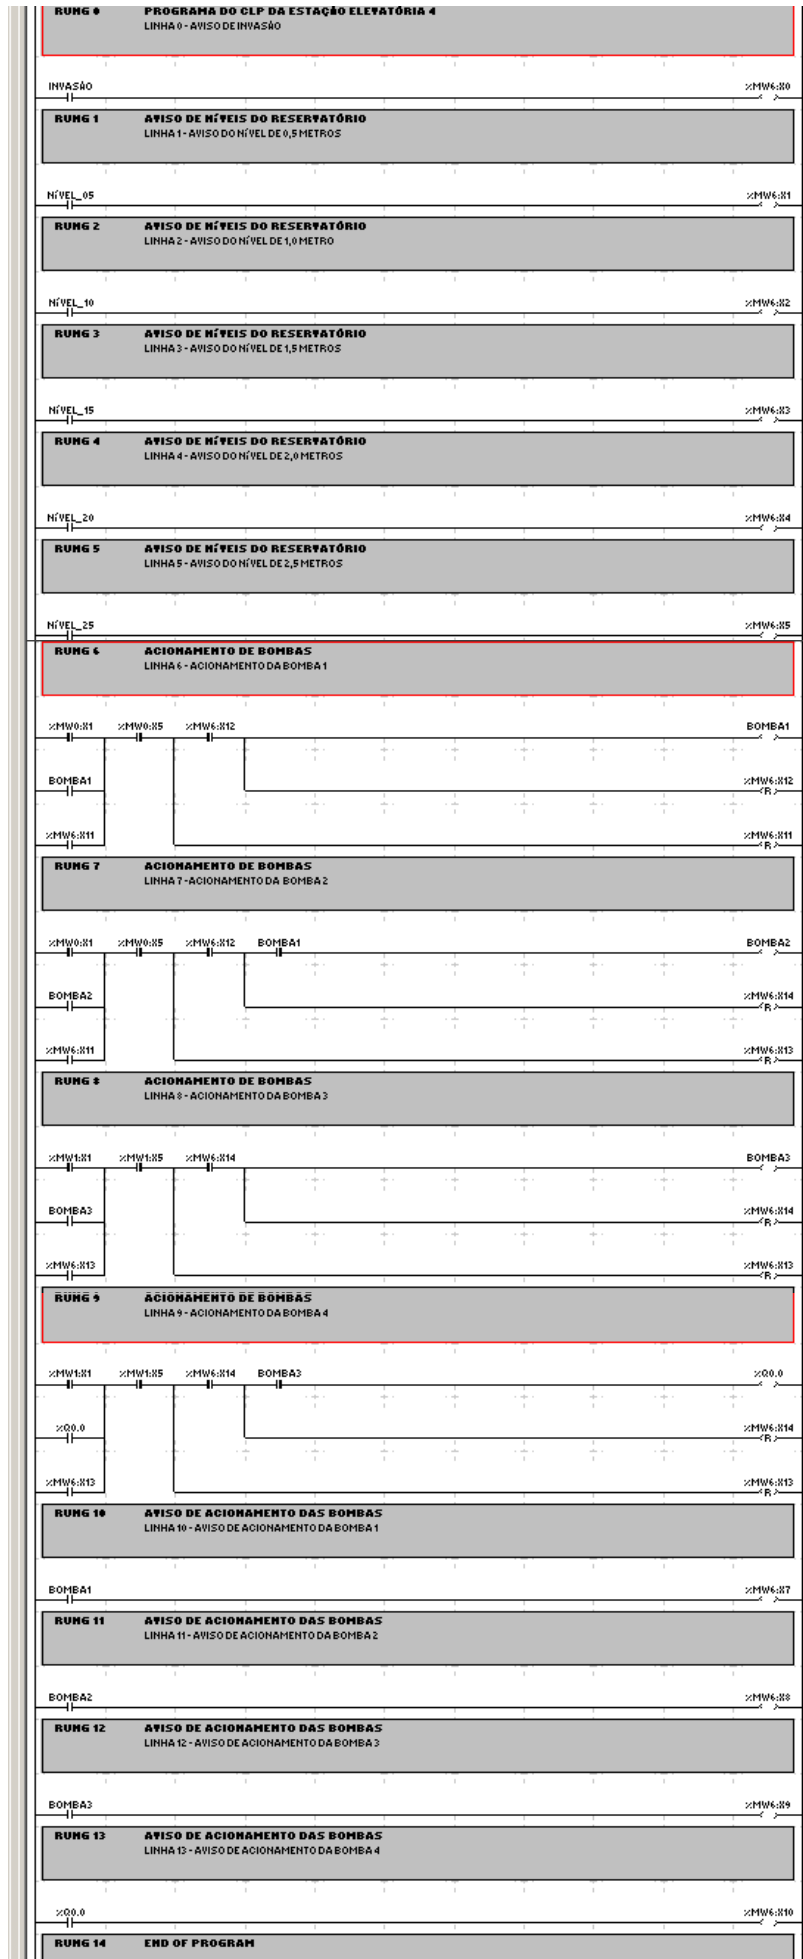 RUNG 0 PROGRAMA DO CLP DA ESTAÇÃO ELEVATÓRIA 4
LINHA 0 - AVISO DE INVASÃO
INVASÃO %MW6:X0
RUNG 1 AVISO DE NÍVEIS DO RESERVATÓRIO
LINHA 1 - AVISO DO NÍVEL DE 0,5 METROS
NÍVEL_05 %MW6:X1
RUNG 2 AVISO DE NÍVEIS DO RESERVATÓRIO
LINHA 2 - AVISO DO NÍVEL DE 1,0 METRO
NÍVEL_10 %MW6:X2
RUNG 3 AVISO DE NÍVEIS DO RESERVATÓRIO
LINHA 3 - AVISO DO NÍVEL DE 1,5 METROS
NÍVEL_15 %MW6:X3
RUNG 4 AVISO DE NÍVEIS DO RESERVATÓRIO
LINHA 4 - AVISO DO NÍVEL DE 2,0 METROS
NÍVEL_20 %MW6:X4
RUNG 5 AVISO DE NÍVEIS DO RESERVATÓRIO
LINHA 5 - AVISO DO NÍVEL DE 2,5 METROS
NÍVEL_25 %MW6:X5
RUNG 6 ACIONAMENTO DE BOMBAS
LINHA 6 - ACIONAMENTO DA BOMBA 1
%MW0:X1 %MW0:X5 %MW6:X12 BOMBA1
BOMBA1 %MW6:X12
R
%MW6:X11 %MW6:X11
R
RUNG 7 ACIONAMENTO DE BOMBAS
LINHA 7 - ACIONAMENTO DA BOMBA 2
%MW0:X1 %MW0:X5 %MW6:X12 BOMBA1 BOMBA2
BOMBA2 %MW6:X14
R
%MW6:X11 %MW6:X13
R
RUNG 8 ACIONAMENTO DE BOMBAS
LINHA 8 - ACIONAMENTO DA BOMBA 3
%MW1:X1 %MW1:X5 %MW6:X14 BOMBA3
BOMBA3 %MW6:X14
R
%MW6:X13 %MW6:X13
R
RUNG 9 ACIONAMENTO DE BOMBAS
LINHA 9 - ACIONAMENTO DA BOMBA 4
%MW1:X1 %MW1:X5 %MW6:X14 BOMBA3 %Q0.0
%Q0.0 %MW6:X14
R
%MW6:X13 %MW6:X13
R
RUNG 10 AVISO DE ACIONAMENTO DAS BOMBAS
LINHA 10 - AVISO DE ACIONAMENTO DA BOMBA 1
BOMBA1 %MW6:X7
RUNG 11 AVISO DE ACIONAMENTO DAS BOMBAS
LINHA 11 - AVISO DE ACIONAMENTO DA BOMBA 2
BOMBA2 %MW6:X8
RUNG 12 AVISO DE ACIONAMENTO DAS BOMBAS
LINHA 12 - AVISO DE ACIONAMENTO DA BOMBA 3
BOMBA3 %MW6:X9
RUNG 13 AVISO DE ACIONAMENTO DAS BOMBAS
LINHA 13 - AVISO DE ACIONAMENTO DA BOMBA 4
%Q0.0 %MW6:X10
RUNG 14 END OF PROGRAM